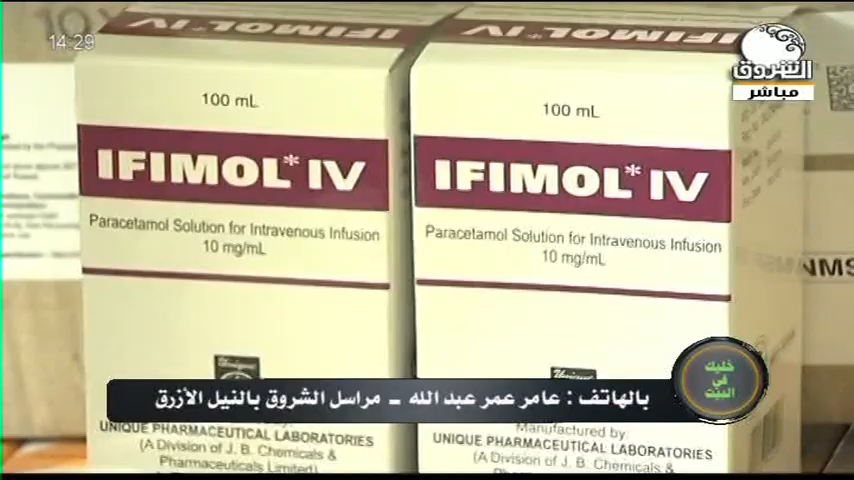 14:29
الشروق
مباشر
IFIMOL* IV
100 mL
IFIMOL* IV
Paracetamol Solution for Intravenous Infusion
10 mg/mL
UNIQUE PHARMACEUTICAL LABORATORIES
(A Division of J. B. Chemicals &
Pharmaceuticals Limited)
IFIMOL* IV
100 mL
IFIMOL* IV
Paracetamol Solution for Intravenous Infusion
10 mg/mL
Unique
Manufactured by:
UNIQUE PHARMACEUTICAL LABORATORIES
(A Division of J. B. Chemicals &
NMS
خليك
في
البيت
بالهاتف : عامر عمر عبد الله - مراسل الشروق بالنيل الأزرق